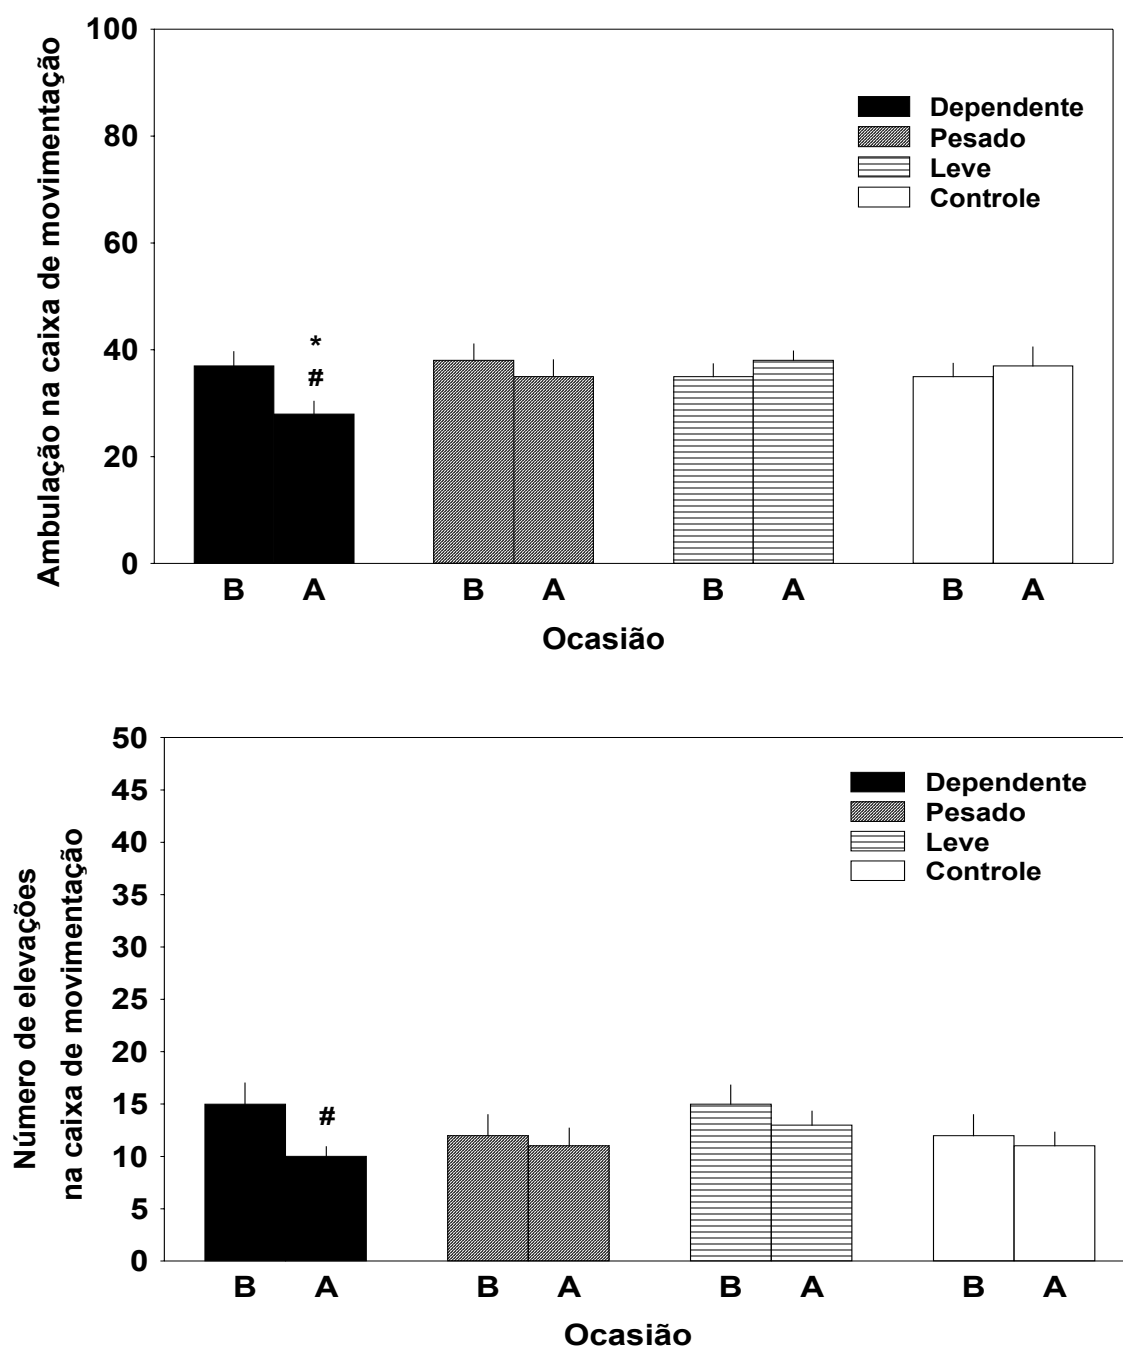 Ambulação na caixa de movimentação
100
80
60
40
20
0
Dependente
Pesado
Leve
Controle
*
#
B A B A B A B A
Ocasião
Número de elevações
na caixa de movimentação
50
45
40
35
30
25
20
15
10
5
0
Dependente
Pesado
Leve
Controle
#
B A B A B A B A
Ocasião